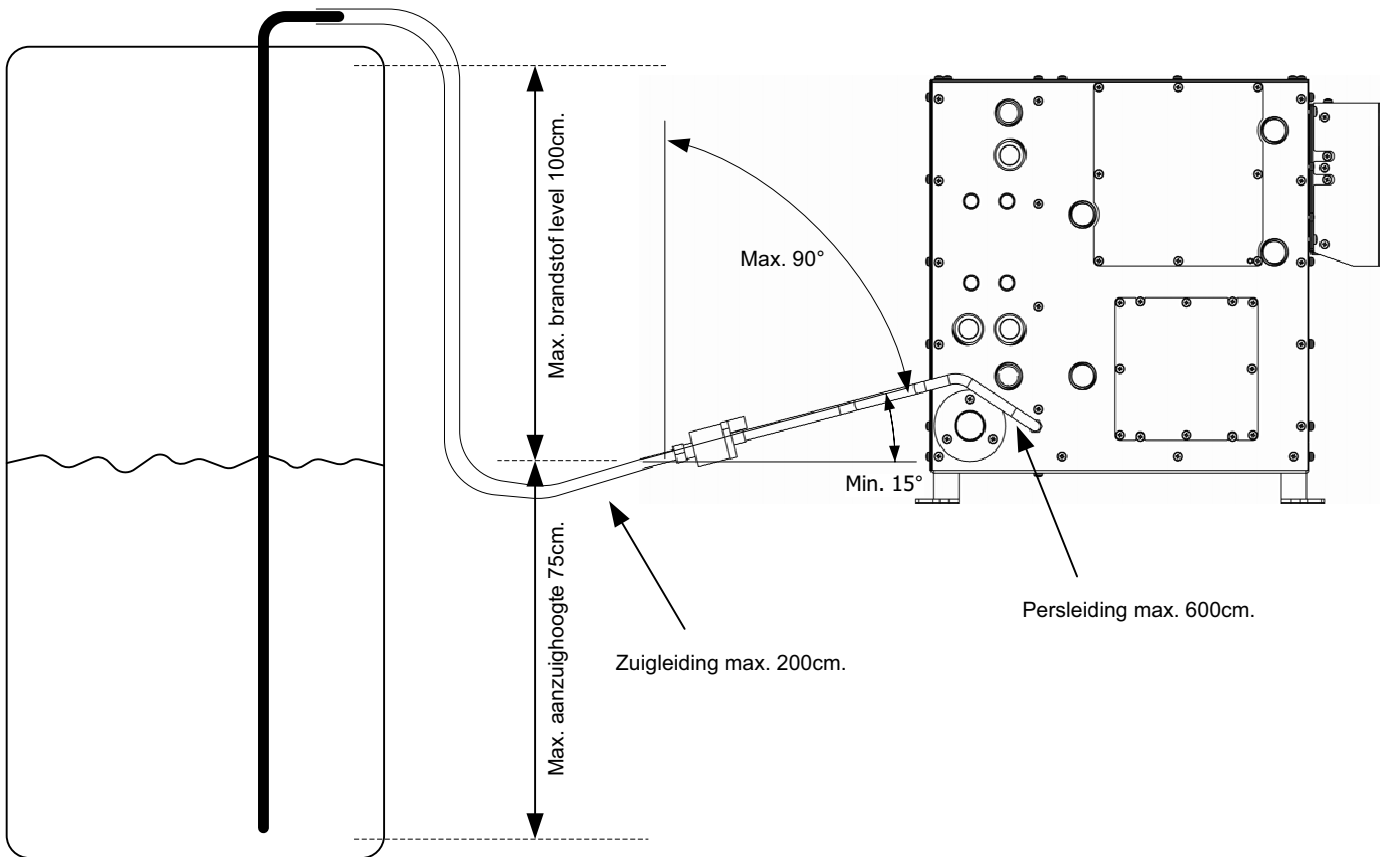 Max. brandstof level 100cm.
Max. 90°
Min. 15°
Max. aanzuighoogte 75cm.
Persleiding max. 600cm.
Zuigleiding max. 200cm.